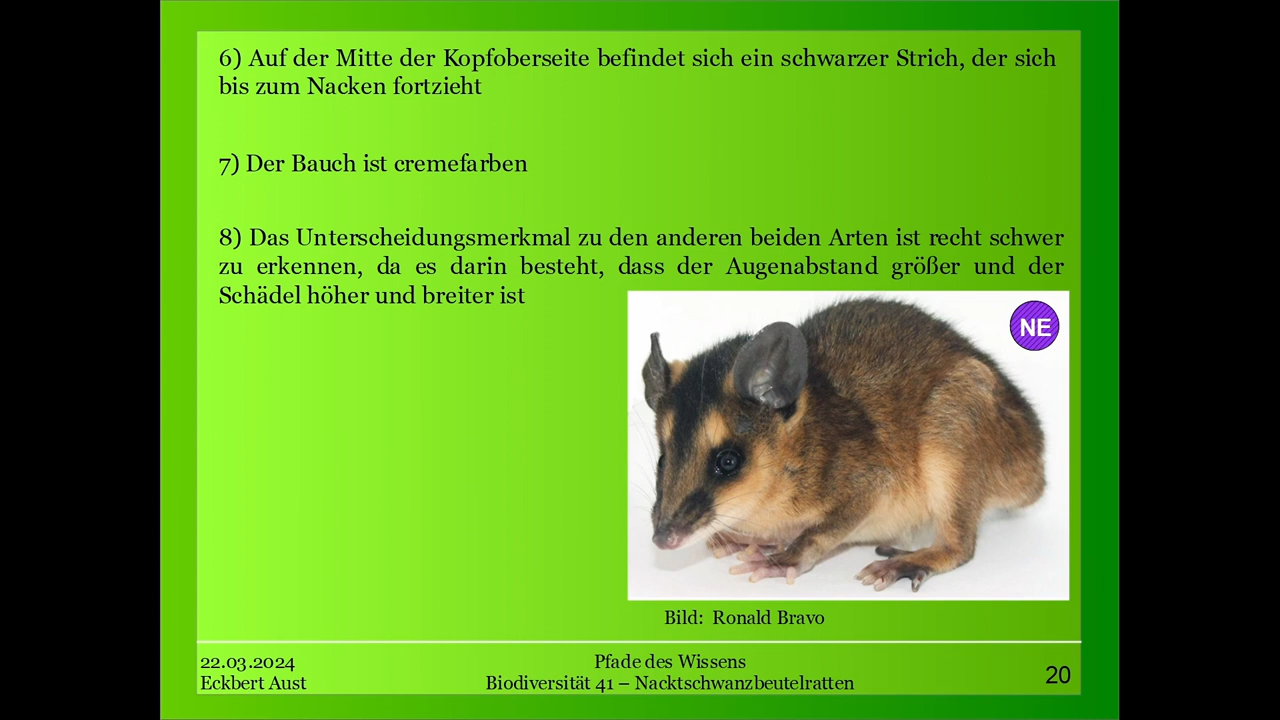 6) Auf der Mitte der Kopfoberseite befindet sich ein schwarzer Strich, der sich
bis zum Nacken fortzieht
7) Der Bauch ist cremefarben
8) Das Unterscheidungsmerkmal zu den anderen beiden Arten ist recht schwer
zu erkennen, da es darin besteht, dass der Augenabstand größer und der
Schädel höher und breiter ist
NE
Bild: Ronald Bravo
22.03.2024
Eckbert Aust
Pfade des Wissens
Biodiversität 41 – Nacktschwanzbeutelratten
20